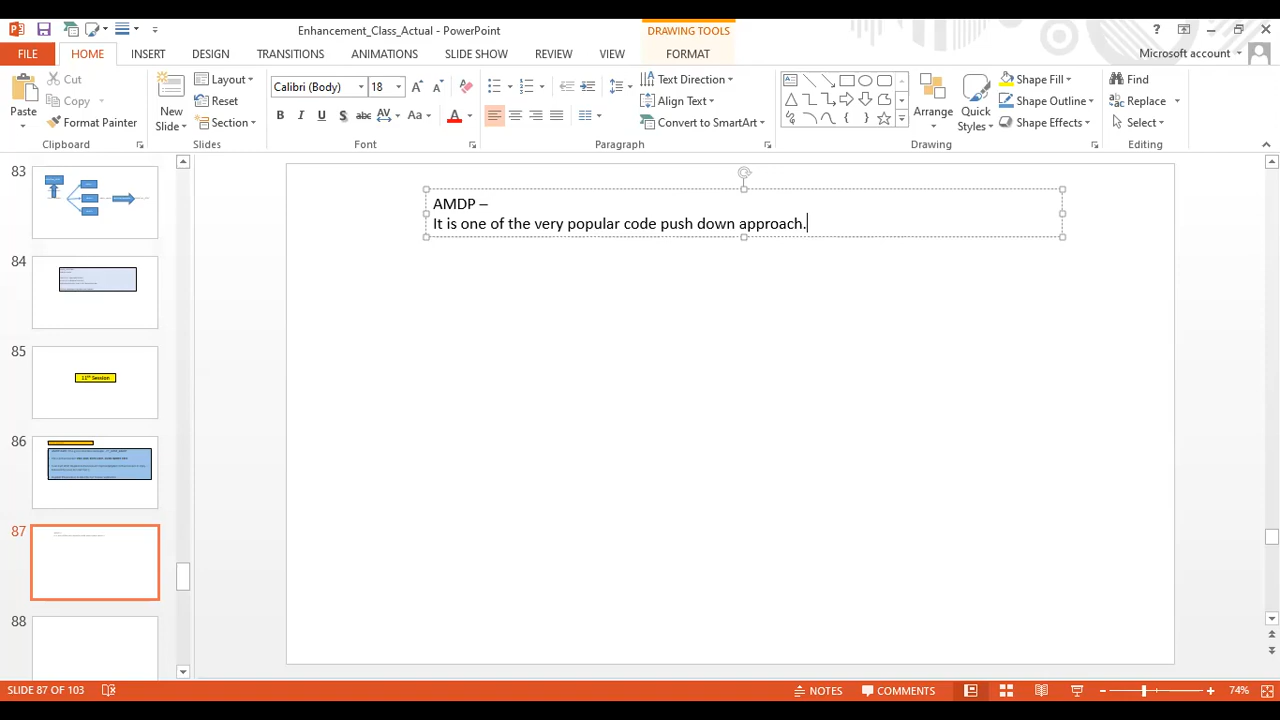 Enhancement_Class_Actual - PowerPoint
DRAWING TOOLS
FILE
HOME
INSERT
DESIGN
TRANSITIONS
ANIMATIONS
SLIDE SHOW
REVIEW
VIEW
FORMAT
Microsoft account
Paste
Cut
Copy
Format Painter
Clipboard
New Slide
Layout
Reset
Section
Slides
Calibri (Body)
18
Font
Text Direction
Align Text
Convert to SmartArt
Paragraph
Arrange
Quick Styles
Shape Fill
Shape Outline
Shape Effects
Drawing
Find
Replace
Select
Editing
83
84
85
11th Session
86
87
88
AMDP –
It is one of the very popular code push down approach.
SLIDE 87 OF 103
NOTES
COMMENTS
74%